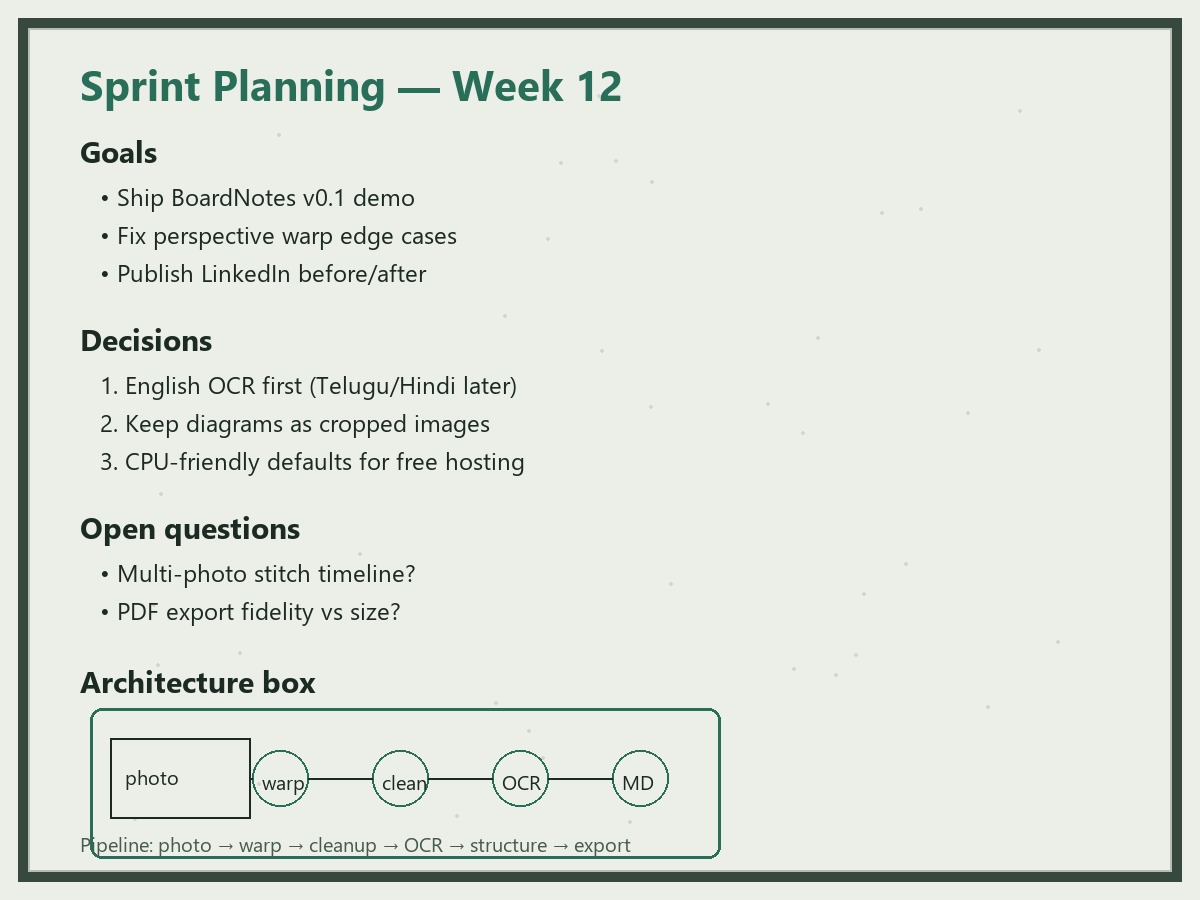 Sprint Planning — Week 12
Goals
• Ship BoardNotes v0.1 demo
• Fix perspective warp edge cases
• Publish LinkedIn before/after
Decisions
1. English OCR first (Telugu/Hindi later)
2. Keep diagrams as cropped images
3. CPU-friendly defaults for free hosting
Open questions
• Multi-photo stitch timeline?
• PDF export fidelity vs size?
Architecture box
photo warp clean OCR MD
Pipeline: photo → warp → cleanup → OCR → structure → export